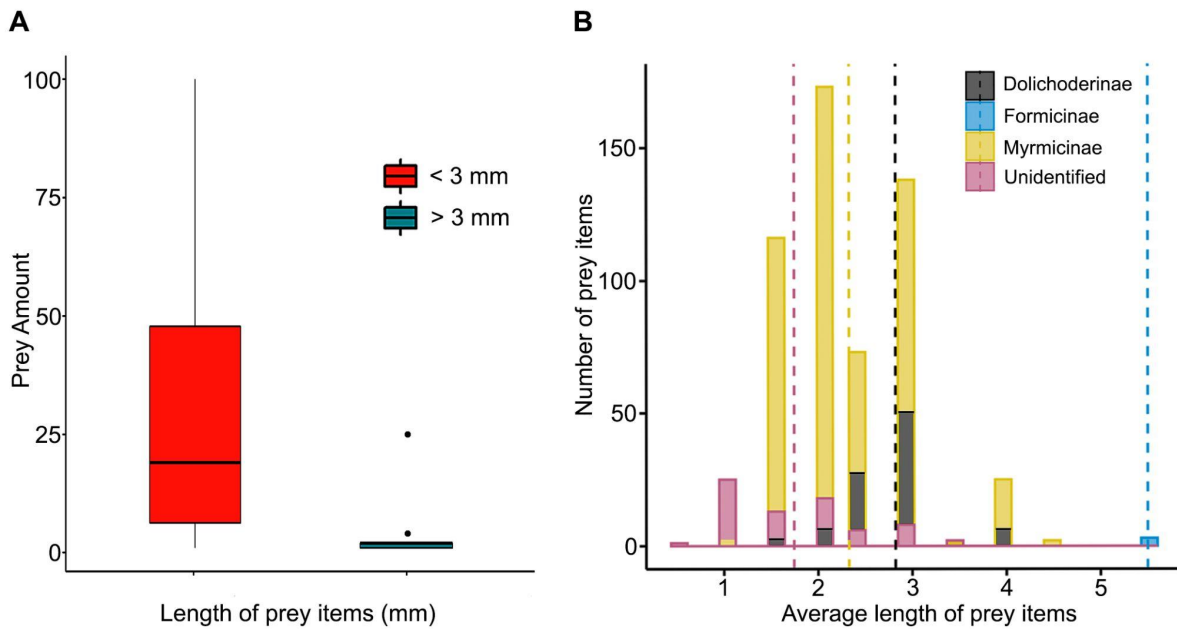 A
Prey Amount
100
75
50
25
0
< 3 mm
> 3 mm
Length of prey items (mm)
B
Number of prey items
150
100
50
0
Dolichoderinae
Formicinae
Myrmicinae
Unidentified
1 2 3 4 5
Average length of prey items